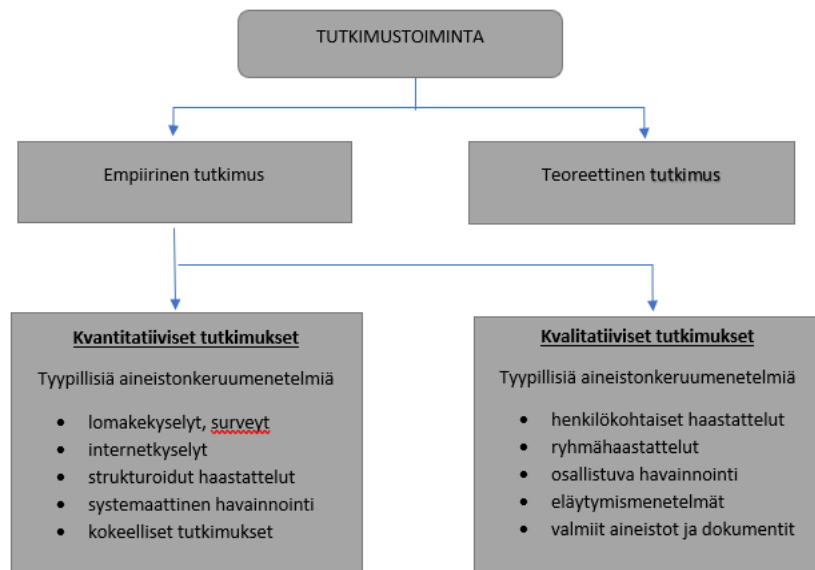 TUTKIMUSTOIMINTA
Empiirinen tutkimus
Teoreettinen tutkimus
Kvantitatiiviset tutkimukset
Tyypillisiä aineistonkeruumenetelmiä
• lomakekyselyt, surveyt
• internetkyselyt
• strukturoidut haastattelut
• systemaattinen havainnointi
• kokeelliset tutkimukset
Kvalitatiiviset tutkimukset
Tyypillisiä aineistonkeruumenetelmiä
• henkilökohtaiset haastattelut
• ryhmähaastattelut
• osallistuva havainnointi
• eläytymismenetelmät
• valmiit aineistot ja dokumentit